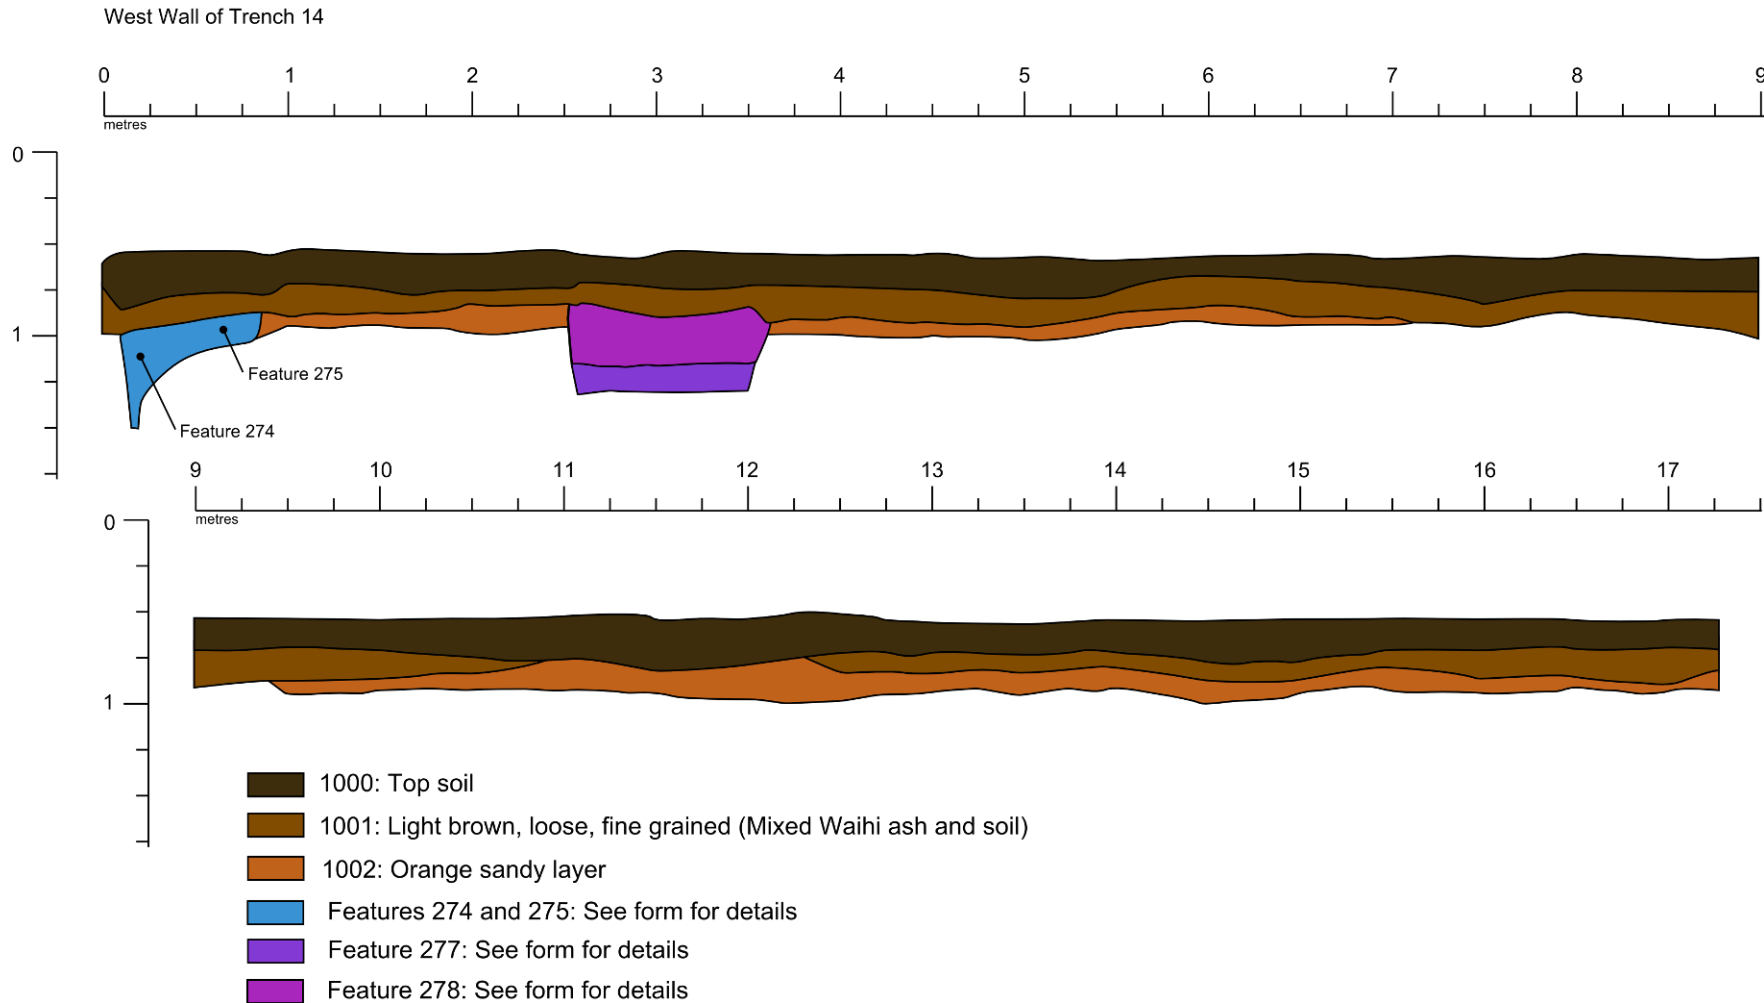 West Wall of Trench 14
0 1 2 3 4 5 6 7 8 9
metres
0
1
Feature 275
Feature 274
9 10 11 12 13 14 15 16 17
metres
0
1
1000: Top soil
1001: Light brown, loose, fine grained (Mixed Waihi ash and soil)
1002: Orange sandy layer
Features 274 and 275: See form for details
Feature 277: See form for details
Feature 278: See form for details